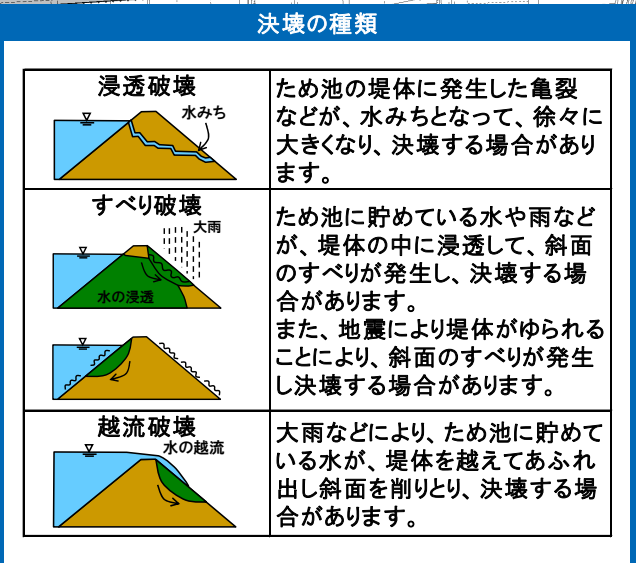 決壊の種類
浸透破壊
水みち
ため池の堤体に発生した亀裂
などが、水みちとなって、徐々に
大きくなり、決壊する場合があり
ます。
すべり破壊
大雨
水の浸透
ため池に貯めている水や雨など
が、堤体の中に浸透して、斜面
のすべりが発生し、決壊する場
合があります。
また、地震により堤体がゆられる
ことにより、斜面のすべりが発生
し決壊する場合があります。
越流破壊
水の越流
大雨などにより、ため池に貯めて
いる水が、堤体を越えてあふれ
出し斜面を削りとり、決壊する場
合があります。